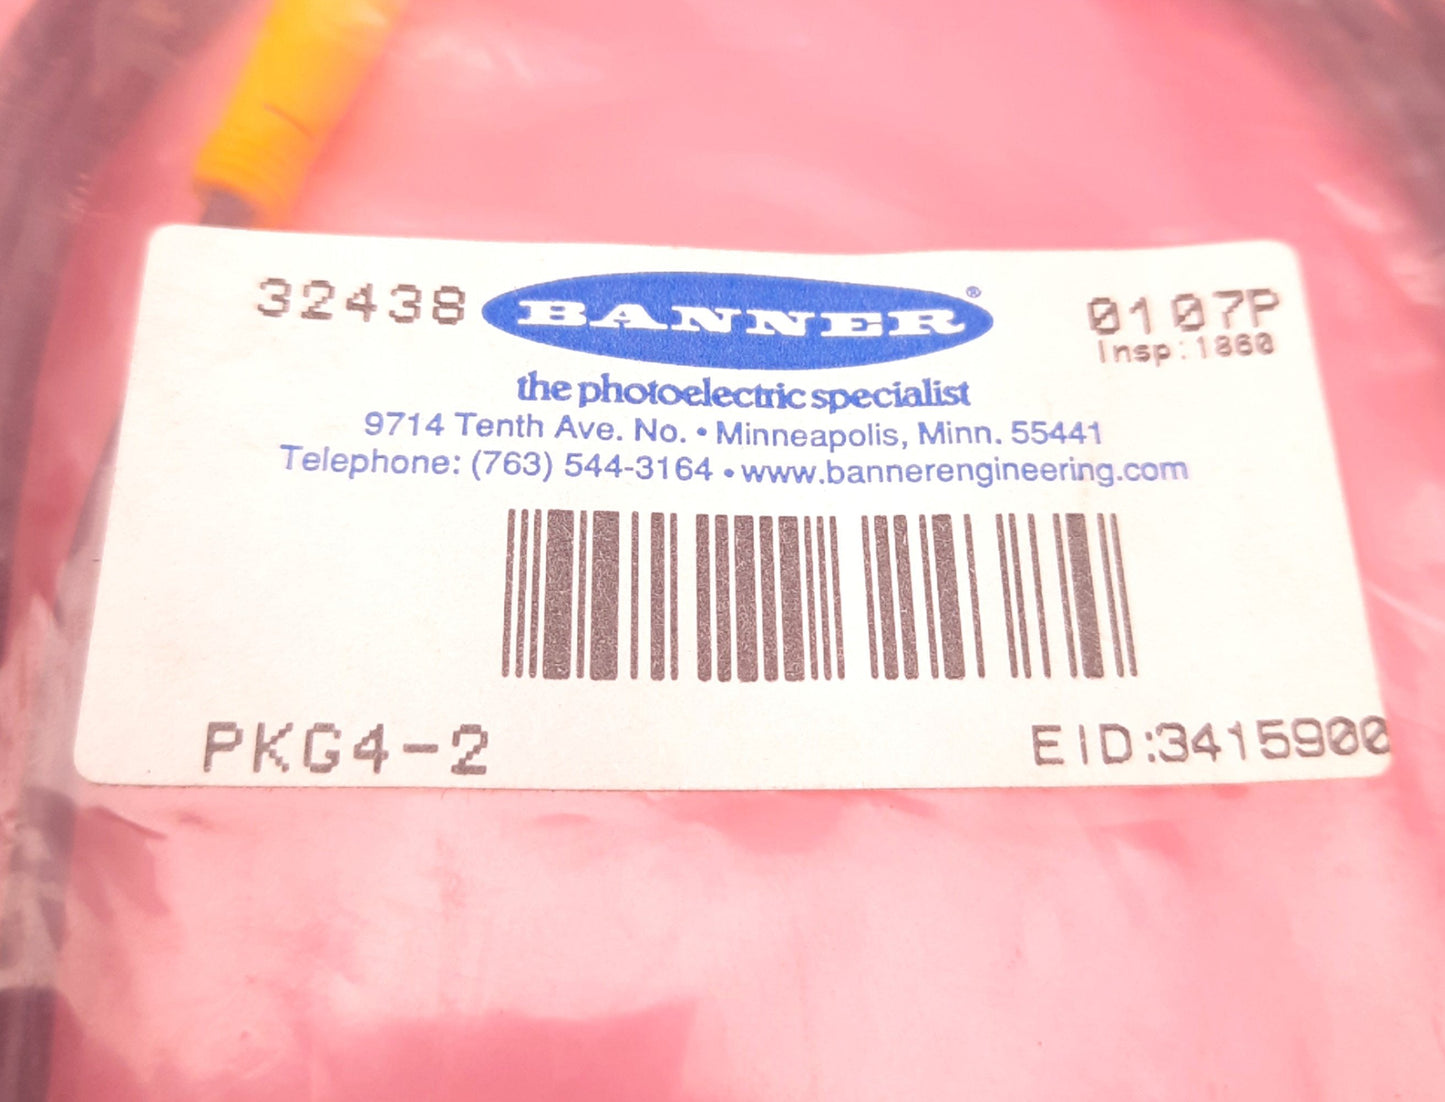 32438 BANNER® 0107P
Insp:1860
the photoelectric specialist
9714 Tenth Ave. No. • Minneapolis, Minn. 55441
Telephone: (763) 544-3164 • www.bannerengineering.com
PKG4-2 EID:3415900